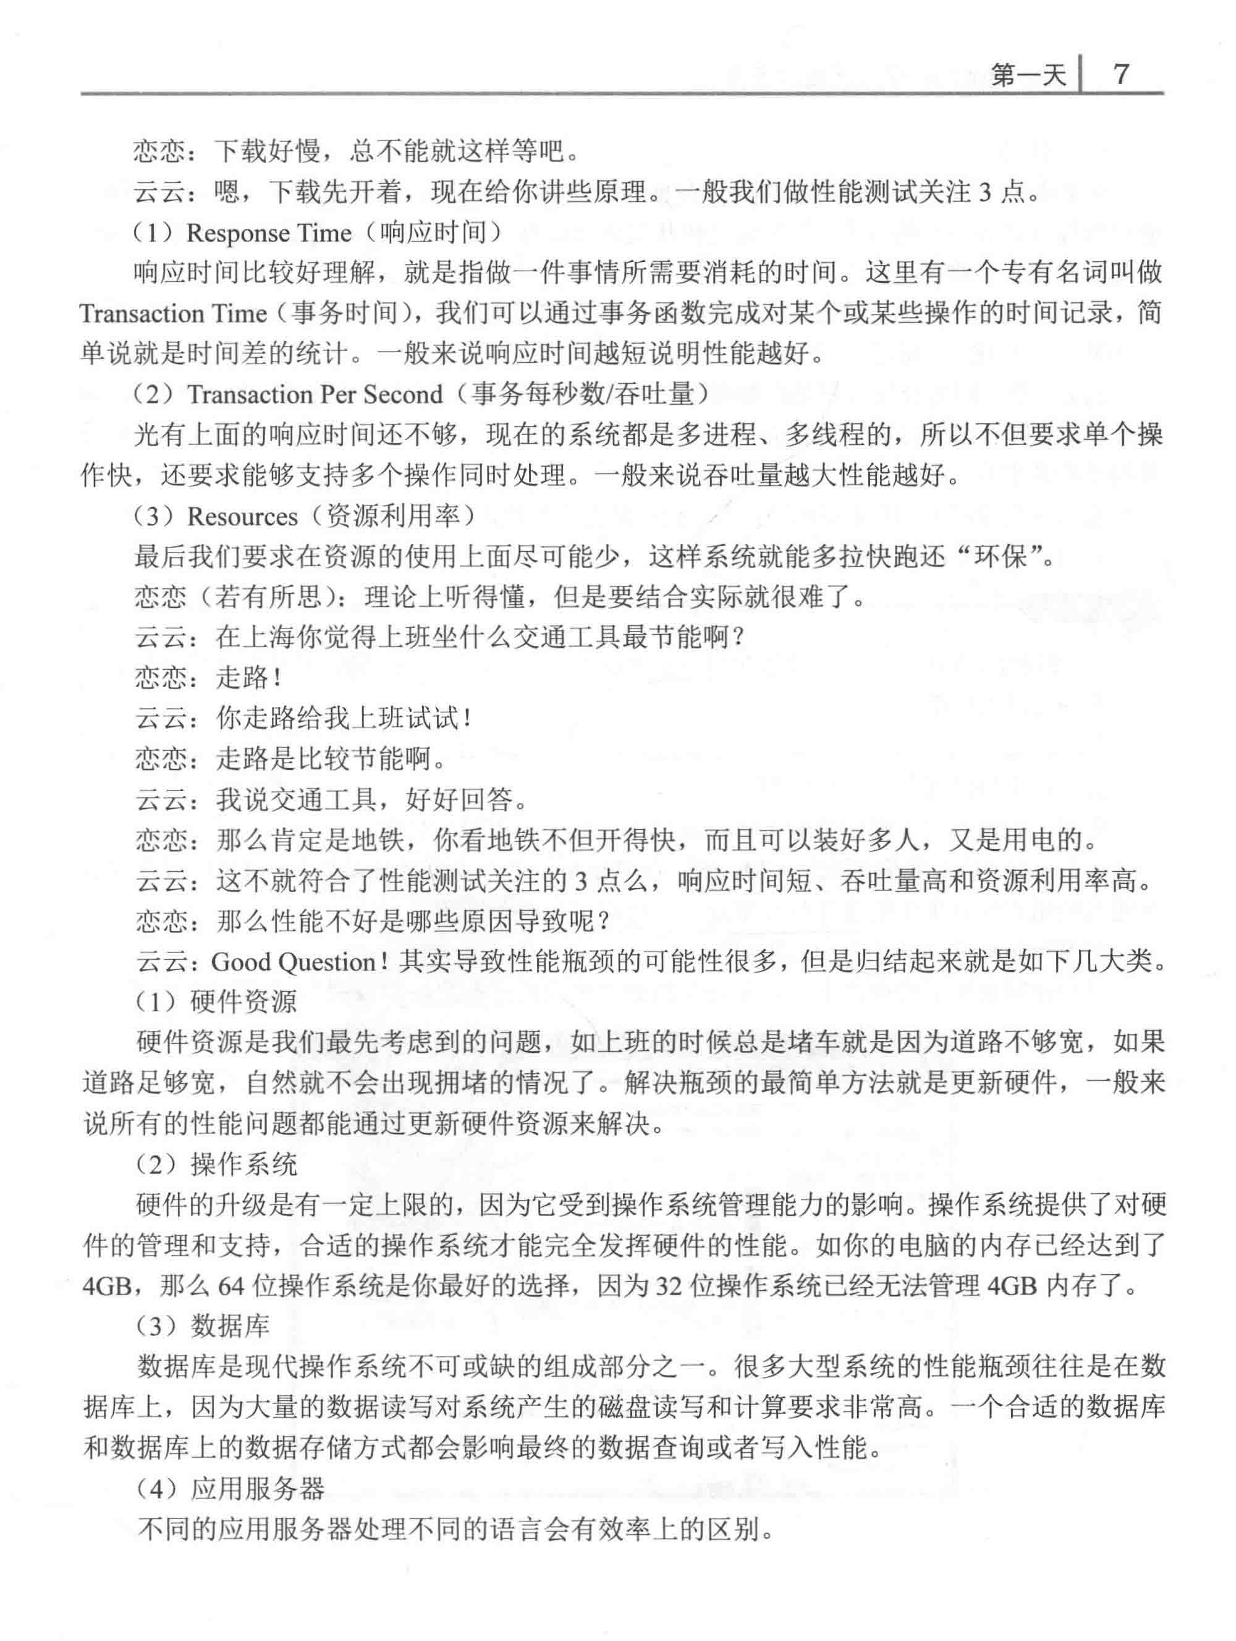 第一天 7
恋恋：下载好慢，总不能就这样等吧。
云云：嗯，下载先开着，现在给你讲些原理。一般我们做性能测试关注 3 点。
（1）Response Time（响应时间）
响应时间比较好理解，就是指做一件事情所需要消耗的时间。这里有一个专有名词叫做
Transaction Time（事务时间），我们可以通过事务函数完成对某个或某些操作的时间记录，简
单说就是时间差的统计。一般来说响应时间越短说明性能越好。
（2）Transaction Per Second（事务每秒数/吞吐量）
光有上面的响应时间还不够，现在的系统都是多进程、多线程的，所以不但要求单个操
作快，还要求能够支持多个操作同时处理。一般来说吞吐量越大性能越好。
（3）Resources（资源利用率）
最后我们要求在资源的使用上面尽可能少，这样系统就能多拉快跑还“环保”。
恋恋（若有所思）：理论上听得懂，但是要结合实际就很难了。
云云：在上海你觉得上班坐什么交通工具最节能啊？
恋恋：走路！
云云：你走路给我上班试试！
恋恋：走路是比较节能啊。
云云：我说交通工具，好好回答。
恋恋：那么肯定是地铁，你看地铁不但开得快，而且可以装好多人，又是用电的。
云云：这不就符合了性能测试关注的 3 点么，响应时间短、吞吐量高和资源利用率高。
恋恋：那么性能不好是哪些原因导致呢？
云云：Good Question！其实导致性能瓶颈的可能性很多，但是归结起来就是如下几大类。
（1）硬件资源
硬件资源是我们最先考虑到的问题，如上班的时候总是堵车就是因为道路不够宽，如果
道路足够宽，自然就不会出现拥堵的情况了。解决瓶颈的最简单方法就是更新硬件，一般来
说所有的性能问题都能通过更新硬件资源来解决。
（2）操作系统
硬件的升级是有一定上限的，因为它受到操作系统管理能力的影响。操作系统提供了对硬
件的管理和支持，合适的操作系统才能完全发挥硬件的性能。如你的电脑的内存已经达到了
4GB，那么 64 位操作系统是你最好的选择，因为 32 位操作系统已经无法管理 4GB 内存了。
（3）数据库
数据库是现代操作系统不可或缺的组成部分之一。很多大型系统的性能瓶颈往往是在数
据库上，因为大量的数据读写对系统产生的磁盘读写和计算要求非常高。一个合适的数据库
和数据库上的数据存储方式都会影响最终的数据查询或者写入性能。
（4）应用服务器
不同的应用服务器处理不同的语言会有效率上的区别。